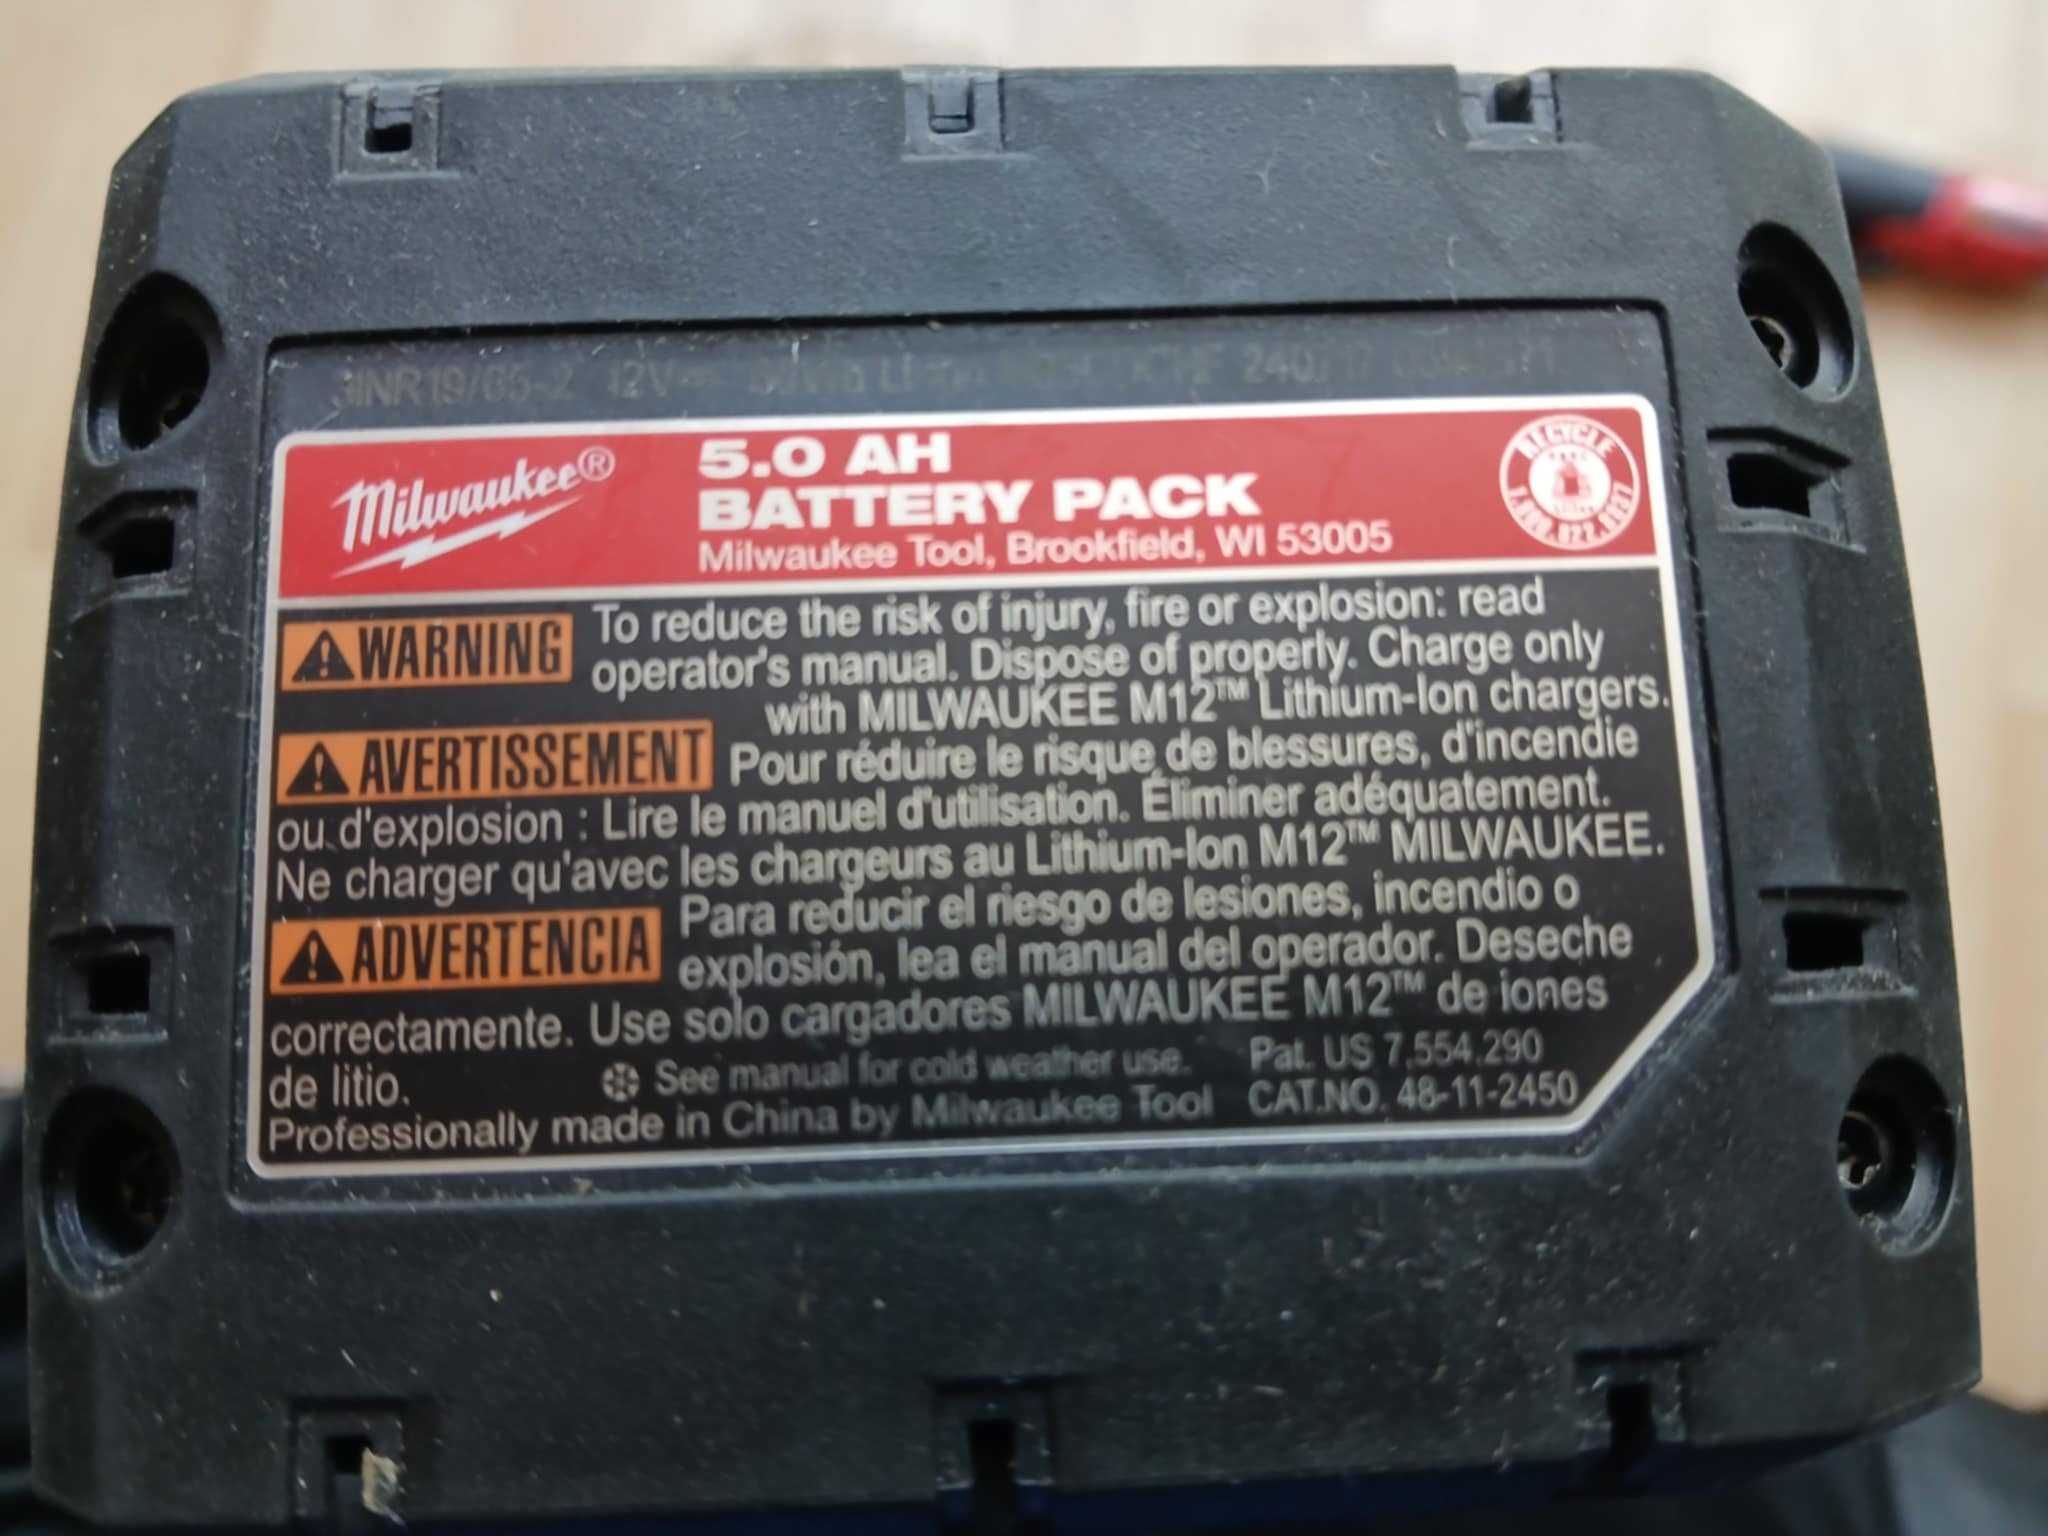 3INR19/65-2 12V 240
Milwaukee® 5.0 AH
BATTERY PACK
Milwaukee Tool, Brookfield, WI 53005
RECYCLE
WARNING To reduce the risk of injury, fire or explosion: read
operator's manual. Dispose of properly. Charge only
with MILWAUKEE M12™ Lithium-Ion chargers.
AVERTISSEMENT Pour réduire le risque de blessures, d'incendie
ou d'explosion : Lire le manuel d'utilisation. Éliminer adéquatement.
Ne charger qu'avec les chargeurs au Lithium-Ion M12™ MILWAUKEE.
ADVERTENCIA Para reducir el riesgo de lesiones, incendio o
explosión, lea el manual del operador. Deseche
correctamente. Use solo cargadores MILWAUKEE M12™ de iones
de litio.
See manual for cold weather use. Pat. US 7,554,290
Professionally made in China by Milwaukee Tool CAT.NO. 48-11-2450